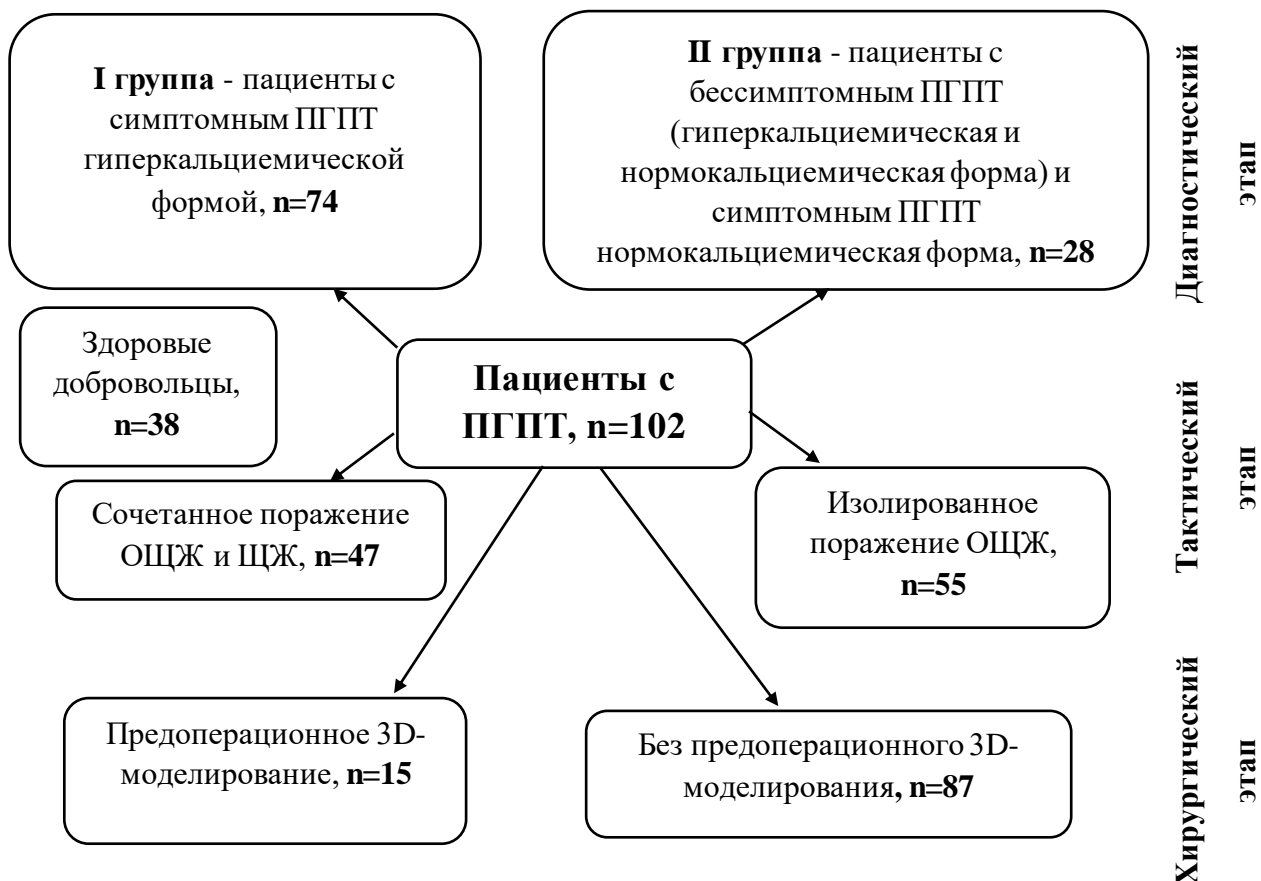 I группа - пациенты с
симптомным ПГПТ
гиперкальциемической
формой, n=74
II группа - пациенты с
бессимптомным ПГПТ
(гиперкальциемическая и
нормокальциемическая форма) и
симптомным ПГПТ
нормокальциемическая форма, n=28
Диагностический
этап
Здоровые
добровольцы,
n=38
Пациенты с
ПГПТ, n=102
Тактический
этап
Сочетанное поражение
ОЩЖ и ЩЖ, n=47
Изолированное
поражение ОЩЖ,
n=55
Предоперационное 3D-
моделирование, n=15
Без предоперационного 3D-
моделирования, n=87
Хирургический
этап